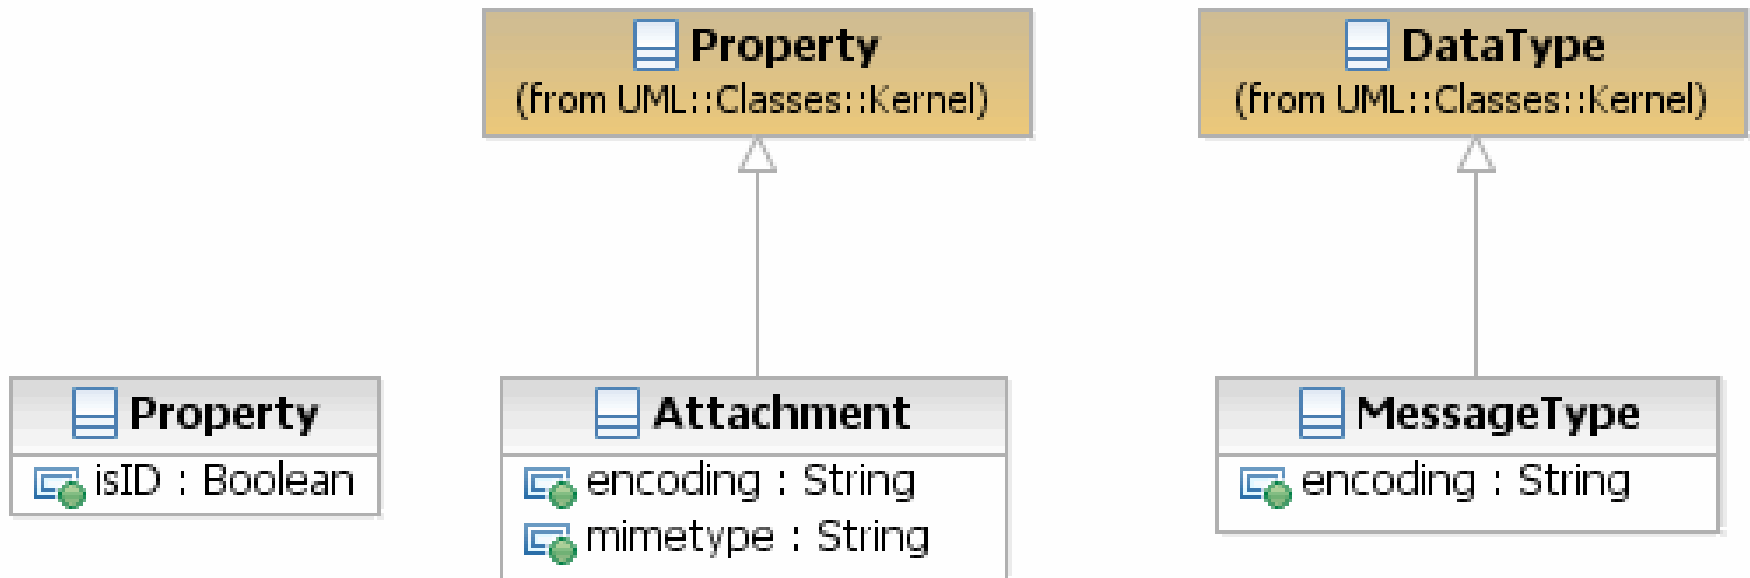 Property
(from UML::Classes::Kernel)
DataType
(from UML::Classes::Kernel)
Property
isID : Boolean
Attachment
encoding : String
mimetype : String
MessageType
encoding : String